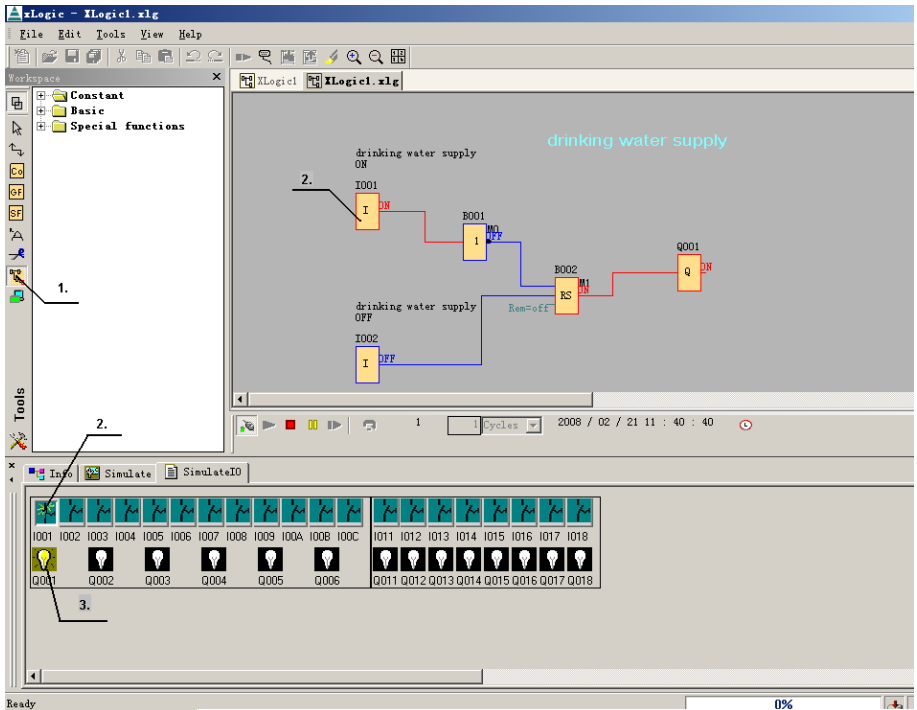 xLogic - XLogic1.xlg
File Edit Tools View Help
Workspace
XLogic1 XLogic1.xlg
Constant
Basic
Special functions
Co
GF
SF
A
1.
Tools
2.
drinking water supply
drinking water supply
ON
2.
I001
I
ON
B001
1
M0
OFF
B002
RS
M1
ON
Rem=off
Q001
Q
ON
drinking water supply
OFF
I002
I
OFF
1 1 Cycles 2008 / 02 / 21 11 : 40 : 40
Info Simulate SimulateIO
I001 I002 I003 I004 I005 I006 I007 I008 I009 I00A I00B I00C I011 I012 I013 I014 I015 I016 I017 I018
Q001 Q002 Q003 Q004 Q005 Q006 Q011 Q012 Q013 Q014 Q015 Q016 Q017 Q018
3.
Ready 0%